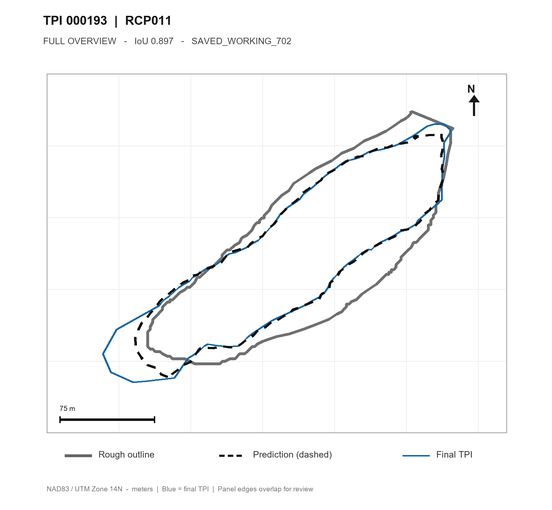 TPI 000193 | RCP011
FULL OVERVIEW - IoU 0.897 - SAVED_WORKING_702
N
75 m
Rough outline
Prediction (dashed)
Final TPI
NAD83 / UTM Zone 14N - meters | Blue = final TPI | Panel edges overlap for review